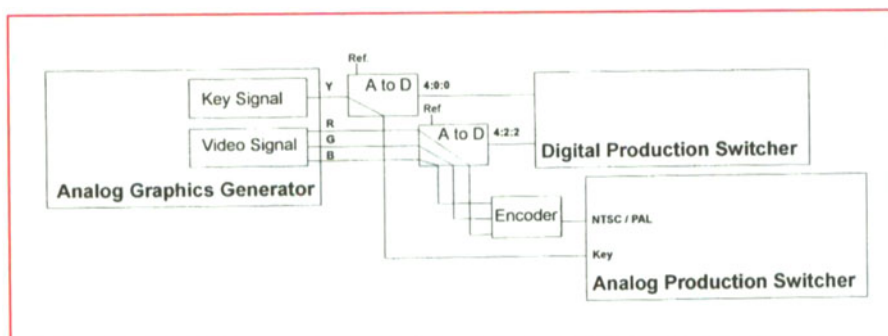 Ref.
Y
A to D
4:0:0
Key Signal
Ref
R
A to D
4:2:2
G
Video Signal
B
Digital Production Switcher
Analog Graphics Generator
Encoder
NTSC / PAL
Key
Analog Production Switcher